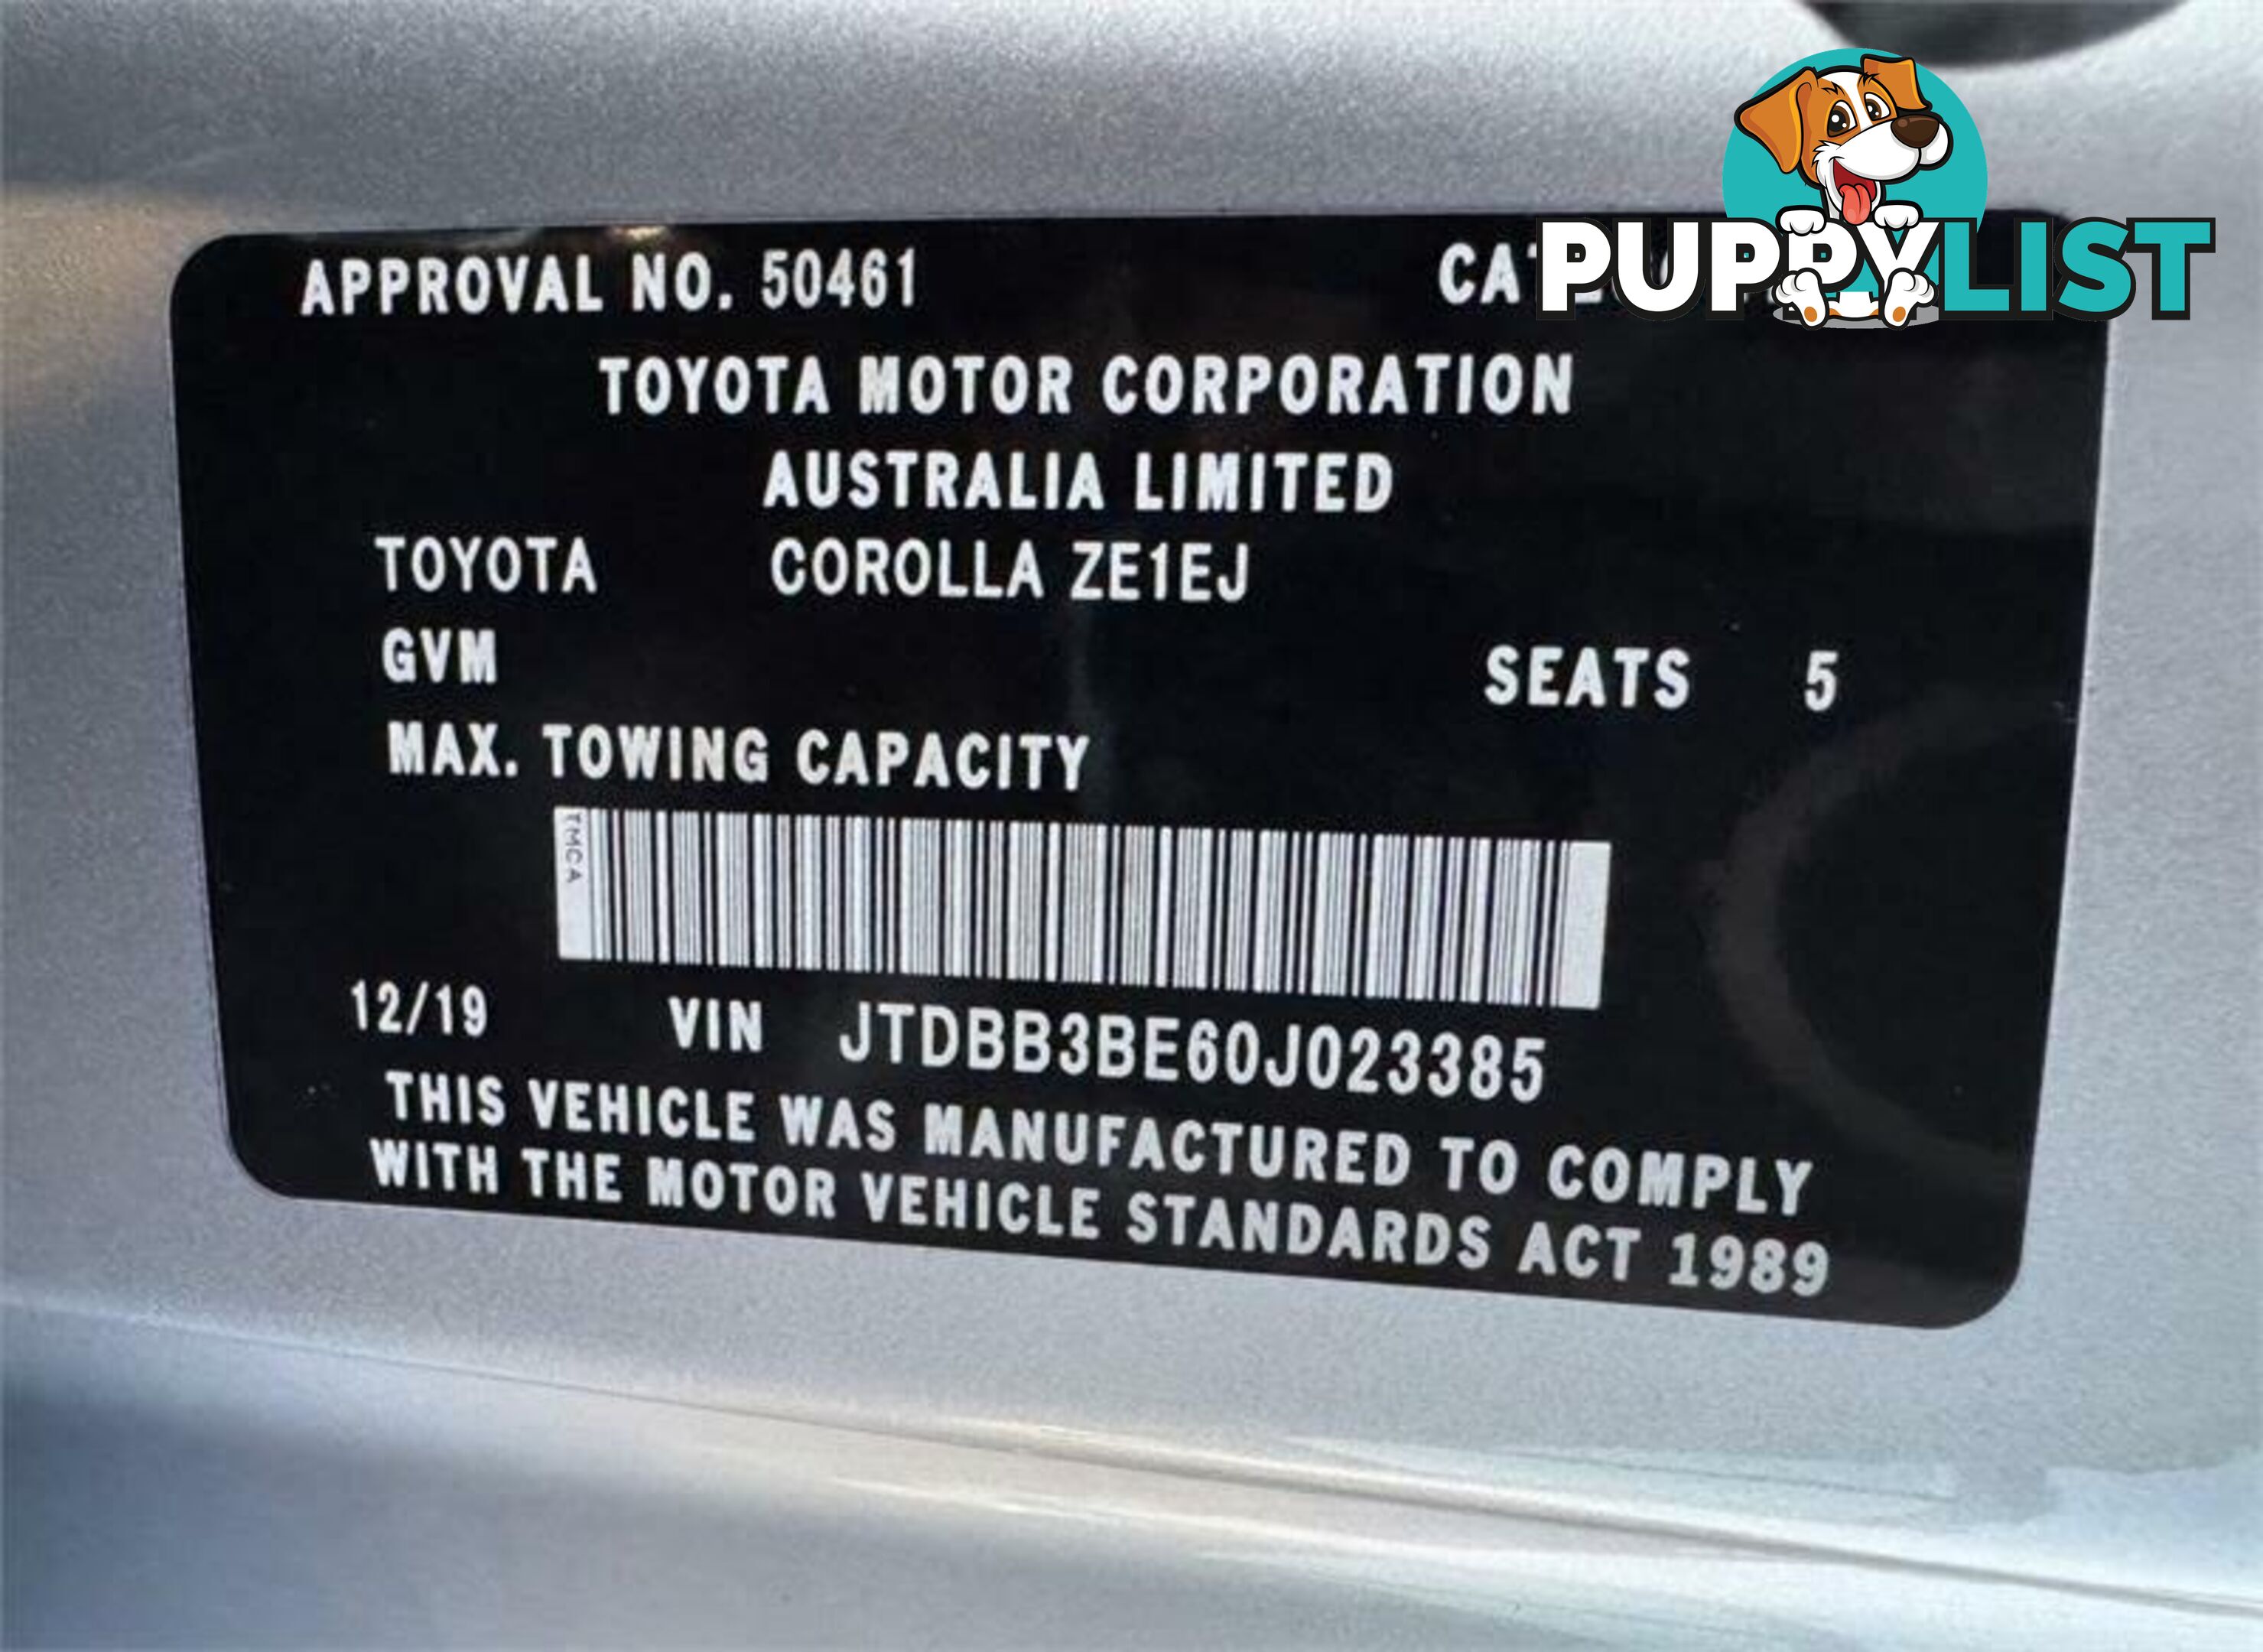 PUPPYLIST
APPROVAL NO. 50461
TOYOTA MOTOR CORPORATION
AUSTRALIA LIMITED
TOYOTA COROLLA ZE1EJ
GVM SEATS 5
MAX. TOWING CAPACITY
TMCA
12/19 VIN JTDBB3BE60J023385
THIS VEHICLE WAS MANUFACTURED TO COMPLY
WITH THE MOTOR VEHICLE STANDARDS ACT 1989